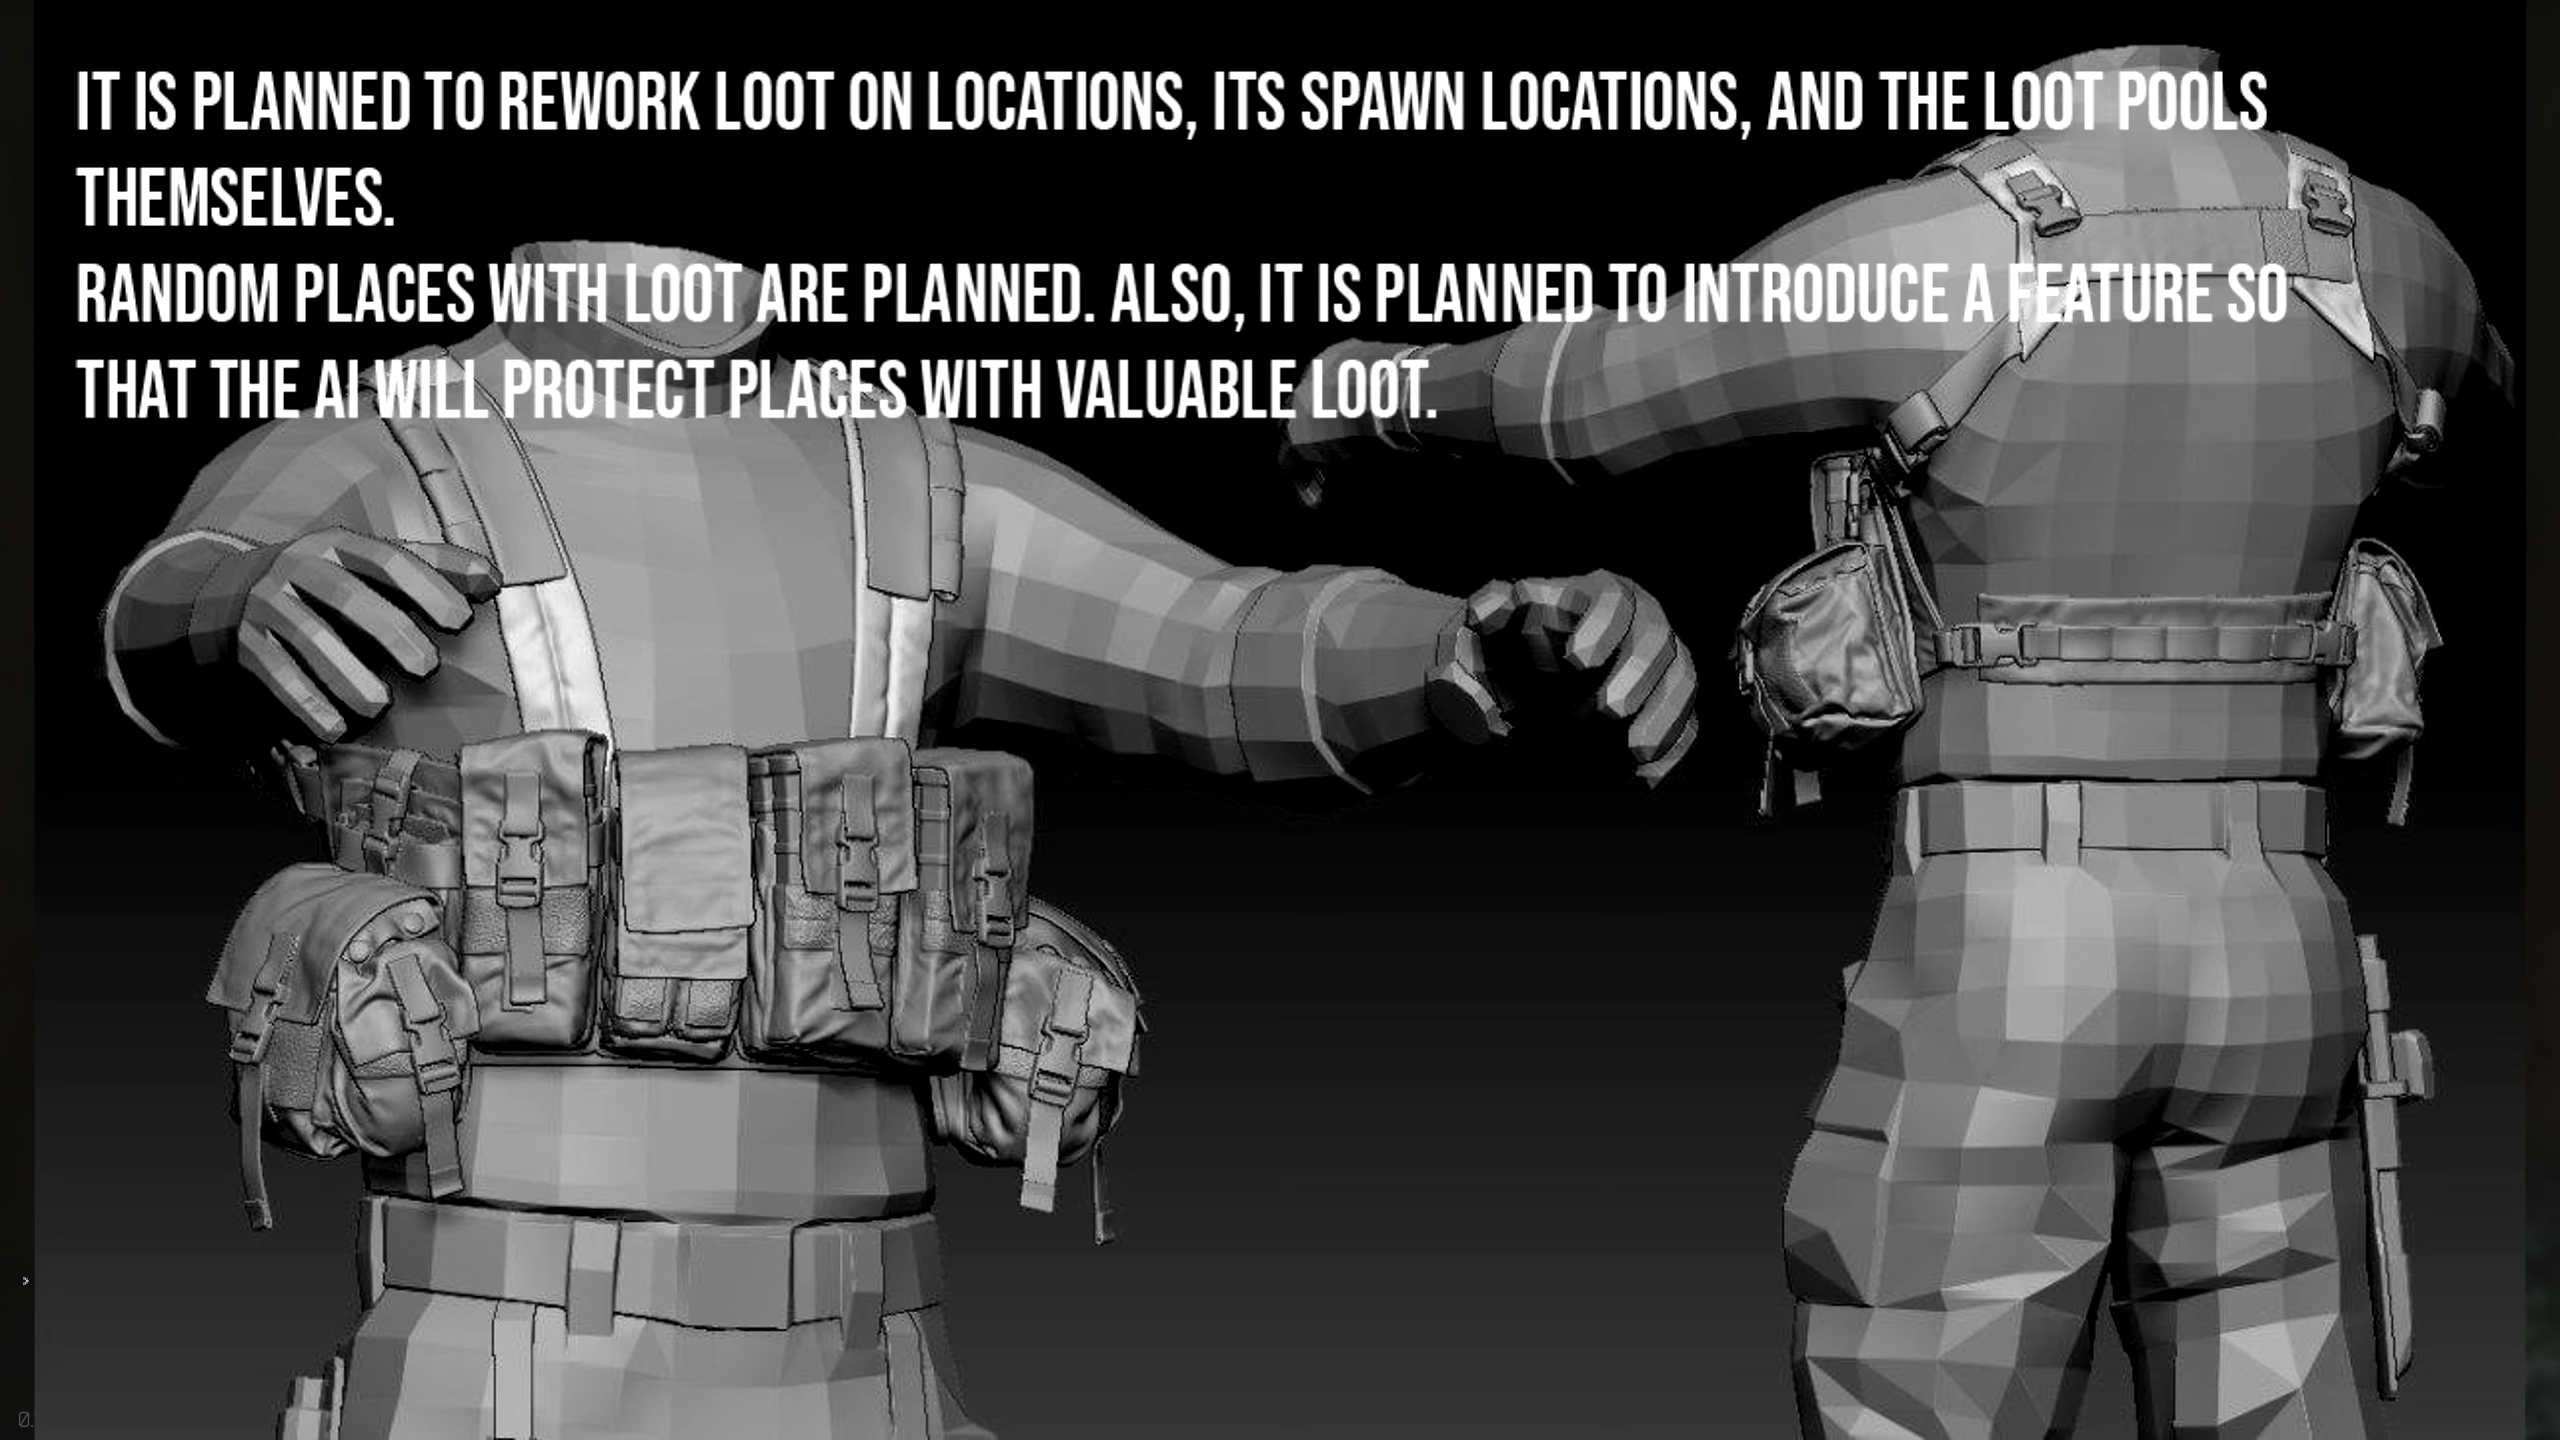 IT IS PLANNED TO REWORK LOOT ON LOCATIONS, ITS SPAWN LOCATIONS, AND THE LOOT POOLS
THEMSELVES.
RANDOM PLACES WITH LOOT ARE PLANNED. ALSO, IT IS PLANNED TO INTRODUCE A FEATURE SO
THAT THE AI WILL PROTECT PLACES WITH VALUABLE LOOT.
>
0.